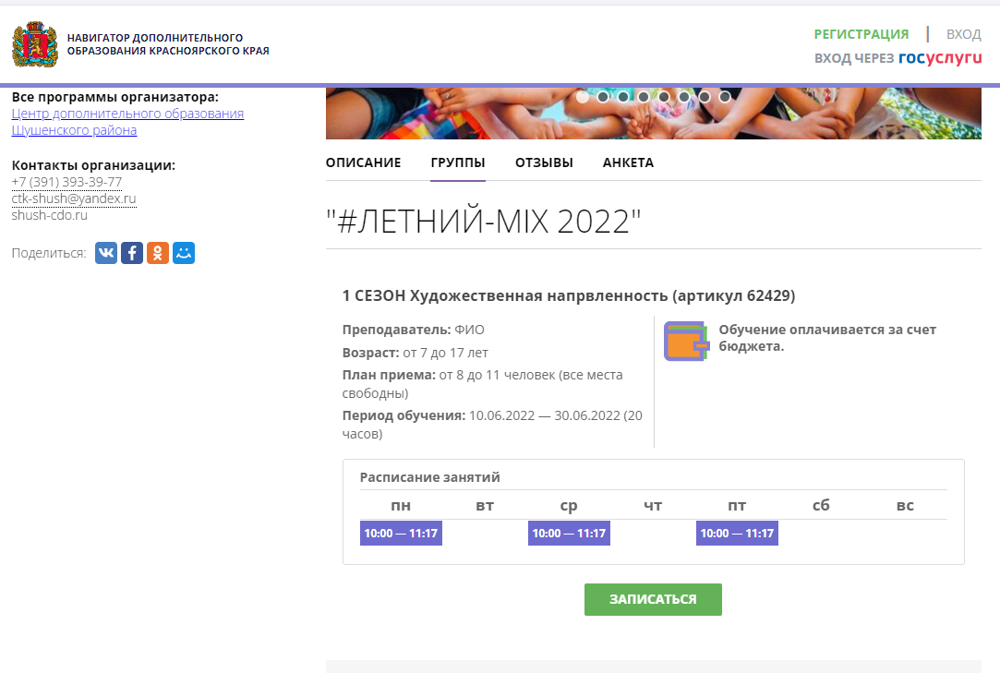 НАВИГАТОР ДОПОЛНИТЕЛЬНОГО
ОБРАЗОВАНИЯ КРАСНОЯРСКОГО КРАЯ
РЕГИСТРАЦИЯ | ВХОД
ВХОД ЧЕРЕЗ госуслуги
Все программы организатора:
Центр дополнительного образования
Шушенского района
Контакты организации:
+7 (391) 393-39-77
ctk-shush@yandex.ru
shush-cdo.ru
Поделиться:
ОПИСАНИЕ ГРУППЫ ОТЗЫВЫ АНКЕТА
"#ЛЕТНИЙ-MIX 2022"
1 СЕЗОН Художественная напрвленность (артикул 62429)
Преподаватель: ФИО
Возраст: от 7 до 17 лет
План приема: от 8 до 11 человек (все места
свободны)
Период обучения: 10.06.2022 — 30.06.2022 (20
часов)
Обучение оплачивается за счет
бюджета.
Расписание занятий
пн вт ср чт пт сб вс
10:00 — 11:17 10:00 — 11:17 10:00 — 11:17
ЗАПИСАТЬСЯ